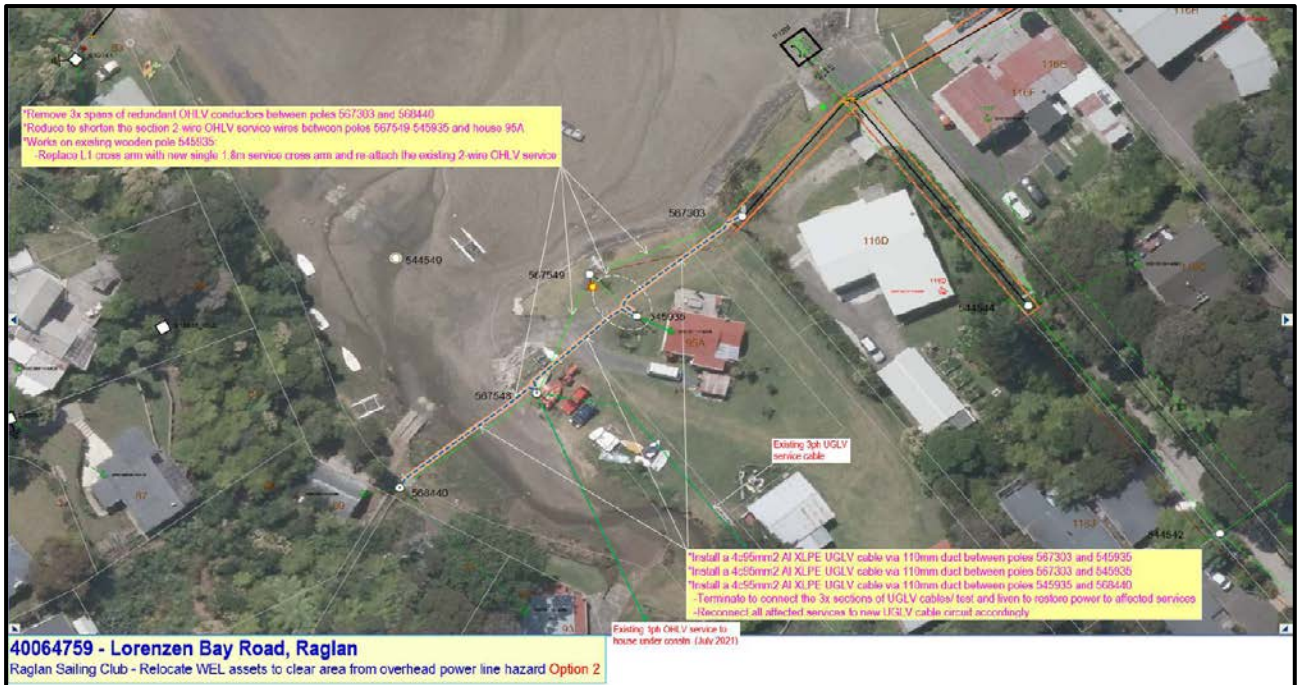 116H
116G
116F
*Remove 3x spans of redundant OHLV conductors between poles 567303 and 568440
*Reduce to shorten the section 2-wire OHLV service wires between poles 567549 545935 and house 95A
*Works on existing wooden pole 545935:
-Replace L1 cross arm with new single 1.8m service cross arm and re-attach the existing 2-wire OHLV service
567303
116D
544549
567549
545935
544544
95A
567548
Existing 3ph UGLV
service cable
568440
87
544542
*Install a 4c95mm2 Al XLPE UGLV cable via 110mm duct between poles 567303 and 545935
*Install a 4c95mm2 Al XLPE UGLV cable via 110mm duct between poles 567303 and 545935
*Install a 4c95mm2 Al XLPE UGLV cable via 110mm duct between poles 545935 and 568440
-Terminate to connect the 3x sections of UGLV cables/ test and liven to restore power to affected services
-Reconnect all affected services to new UGLV cable circuit accordingly
93
Existing 1ph OHLV service to
house under constn. (July 2021)
40064759 - Lorenzen Bay Road, Raglan
Raglan Sailing Club - Relocate WEL assets to clear area from overhead power line hazard Option 2